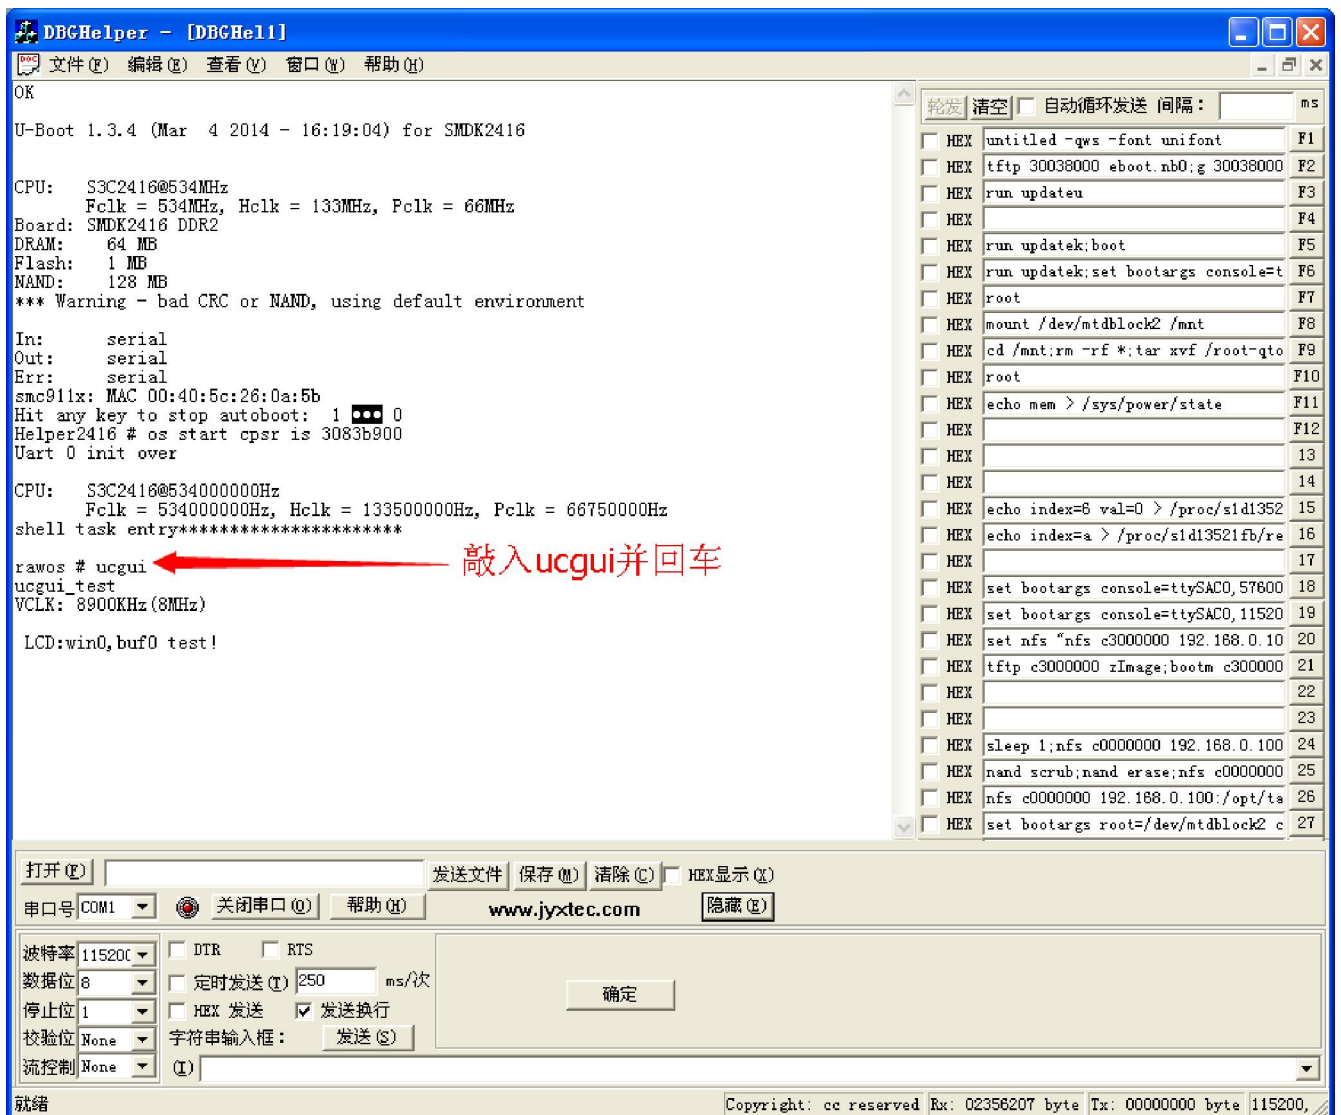 DBGHelper - [DBGHel1]
文件(F) 编辑(E) 查看(V) 窗口(W) 帮助(H)
OK
U-Boot 1.3.4 (Mar  4 2014 - 16:19:04) for SMDK2416
CPU:   S3C2416@534MHz
Fclk = 534MHz, Hclk = 133MHz, Pclk = 66MHz
Board: SMDK2416 DDR2
DRAM:    64 MB
Flash:   1 MB
NAND:    128 MB
*** Warning - bad CRC or NAND, using default environment
In:      serial
Out:     serial
Err:     serial
smc911x: MAC 00:40:5c:26:0a:5b
Hit any key to stop autoboot:  1 0
Helper2416 # os start cpsr is 3083b900
Uart 0 init over
CPU:   S3C2416@534000000Hz
Fclk = 534000000Hz, Hclk = 133500000Hz, Pclk = 66750000Hz
shell task entry**********************
rawos # ucgui
敲入ucgui并回车
ucgui_test
VCLK: 8900KHz(8MHz)
LCD:win0,buf0 test!
轮发 清空 自动循环发送 间隔: ms
HEX untitled -qws -font unifont F1
HEX tftp 30038000 eboot.nb0;g 30038000 F2
HEX run updateu F3
HEX F4
HEX run updatek;boot F5
HEX run updatek;set bootargs console=t F6
HEX root F7
HEX mount /dev/mtdblock2 /mnt F8
HEX cd /mnt;rm -rf *;tar xvf /root-qto F9
HEX root F10
HEX echo mem > /sys/power/state F11
HEX F12
HEX 13
HEX 14
HEX echo index=6 val=0 > /proc/s1d1352 15
HEX echo index=a > /proc/s1d13521fb/re 16
HEX 17
HEX set bootargs console=ttySAC0,57600 18
HEX set bootargs console=ttySAC0,11520 19
HEX set nfs "nfs c3000000 192.168.0.10 20
HEX tftp c3000000 zImage;bootm c300000 21
HEX 22
HEX 23
HEX sleep 1;nfs c0000000 192.168.0.100 24
HEX nand scrub;nand erase;nfs c0000000 25
HEX nfs c0000000 192.168.0.100:/opt/ta 26
HEX set bootargs root=/dev/mtdblock2 c 27
打开(F) 发送文件 保存(M) 清除(C) HEX显示(X)
串口号 COM1 关闭串口(Q) 帮助(H) www.jyxtec.com 隐藏(E)
波特率 11520 DTR RTS
数据位 8 定时发送(T) 250 ms/次
确定
停止位 1 HEX 发送 发送换行
校验位 None 字符串输入框: 发送(S)
流控制 None (I)
就绪 Copyright: cc reserved Rx: 02356207 byte Tx: 00000000 byte 115200,